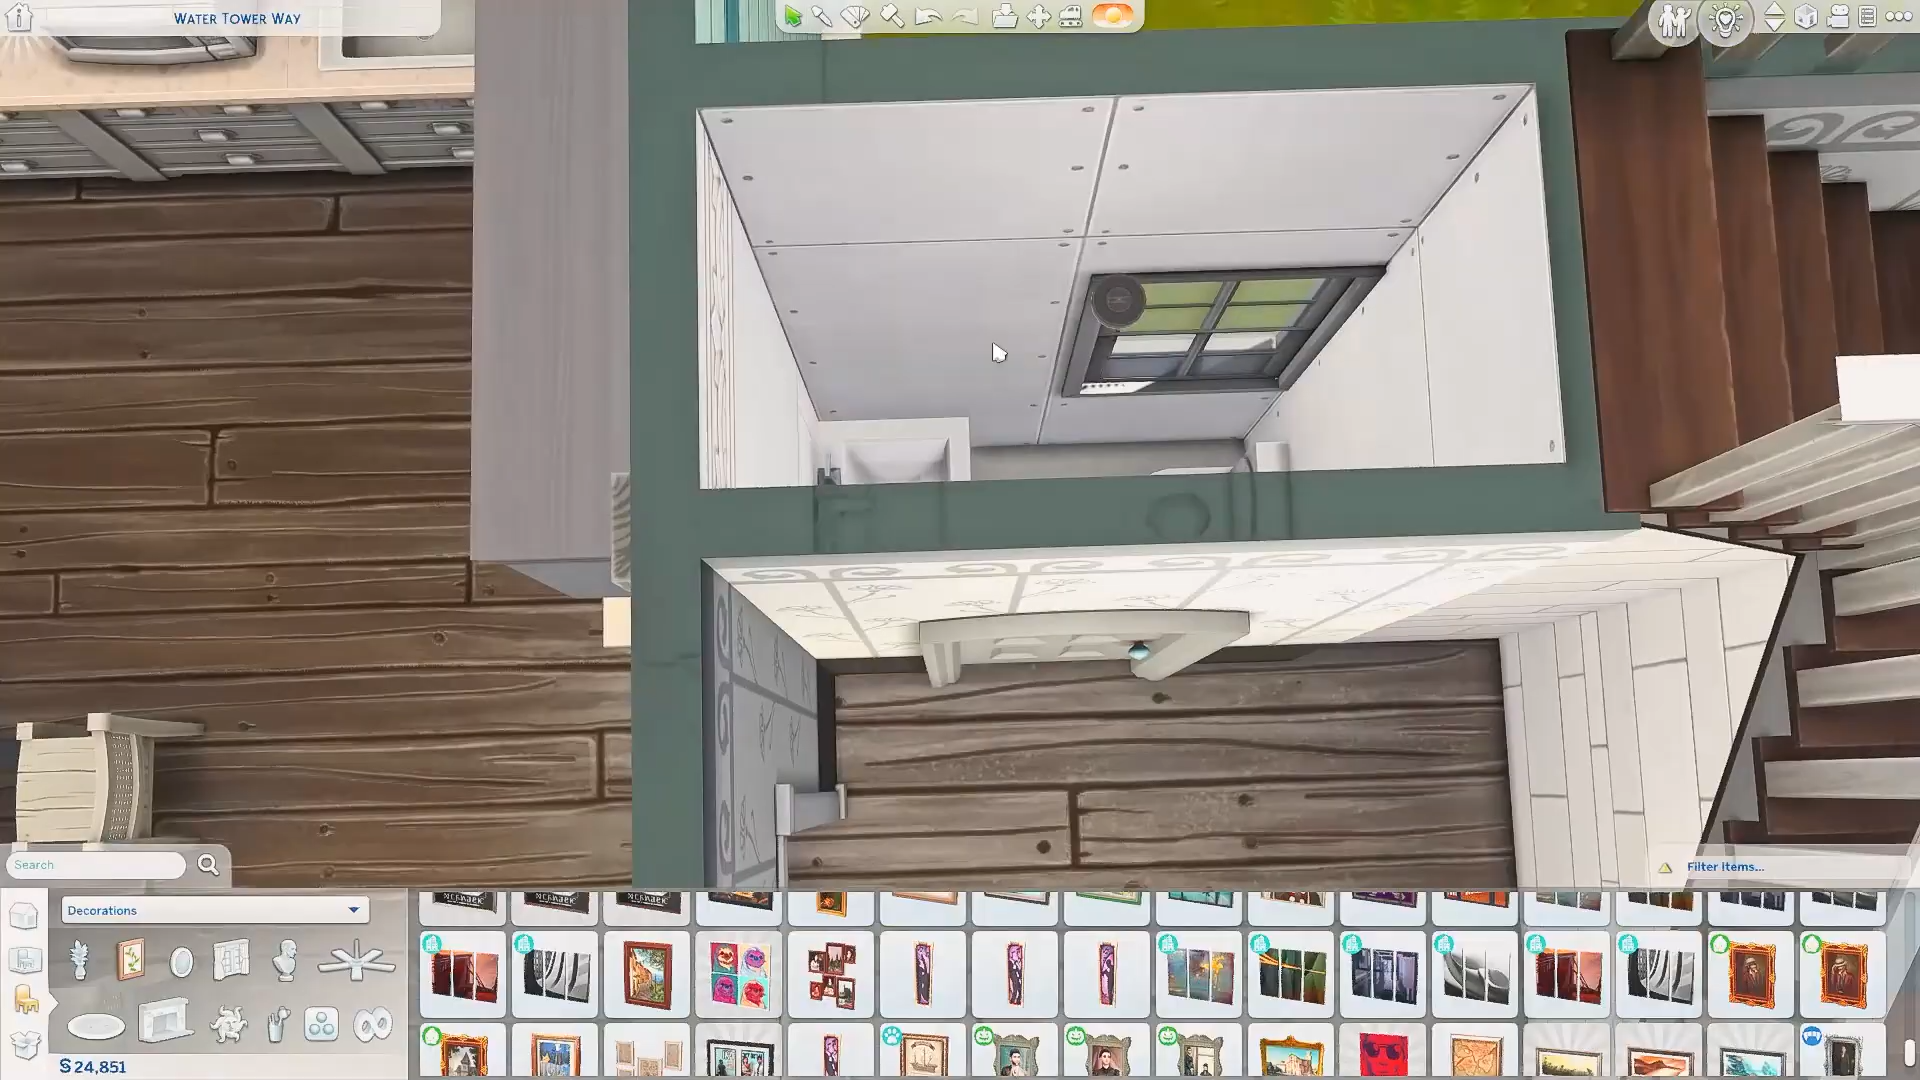 Water Tower Way
Search
Filter Items...
Decorations
§24,851